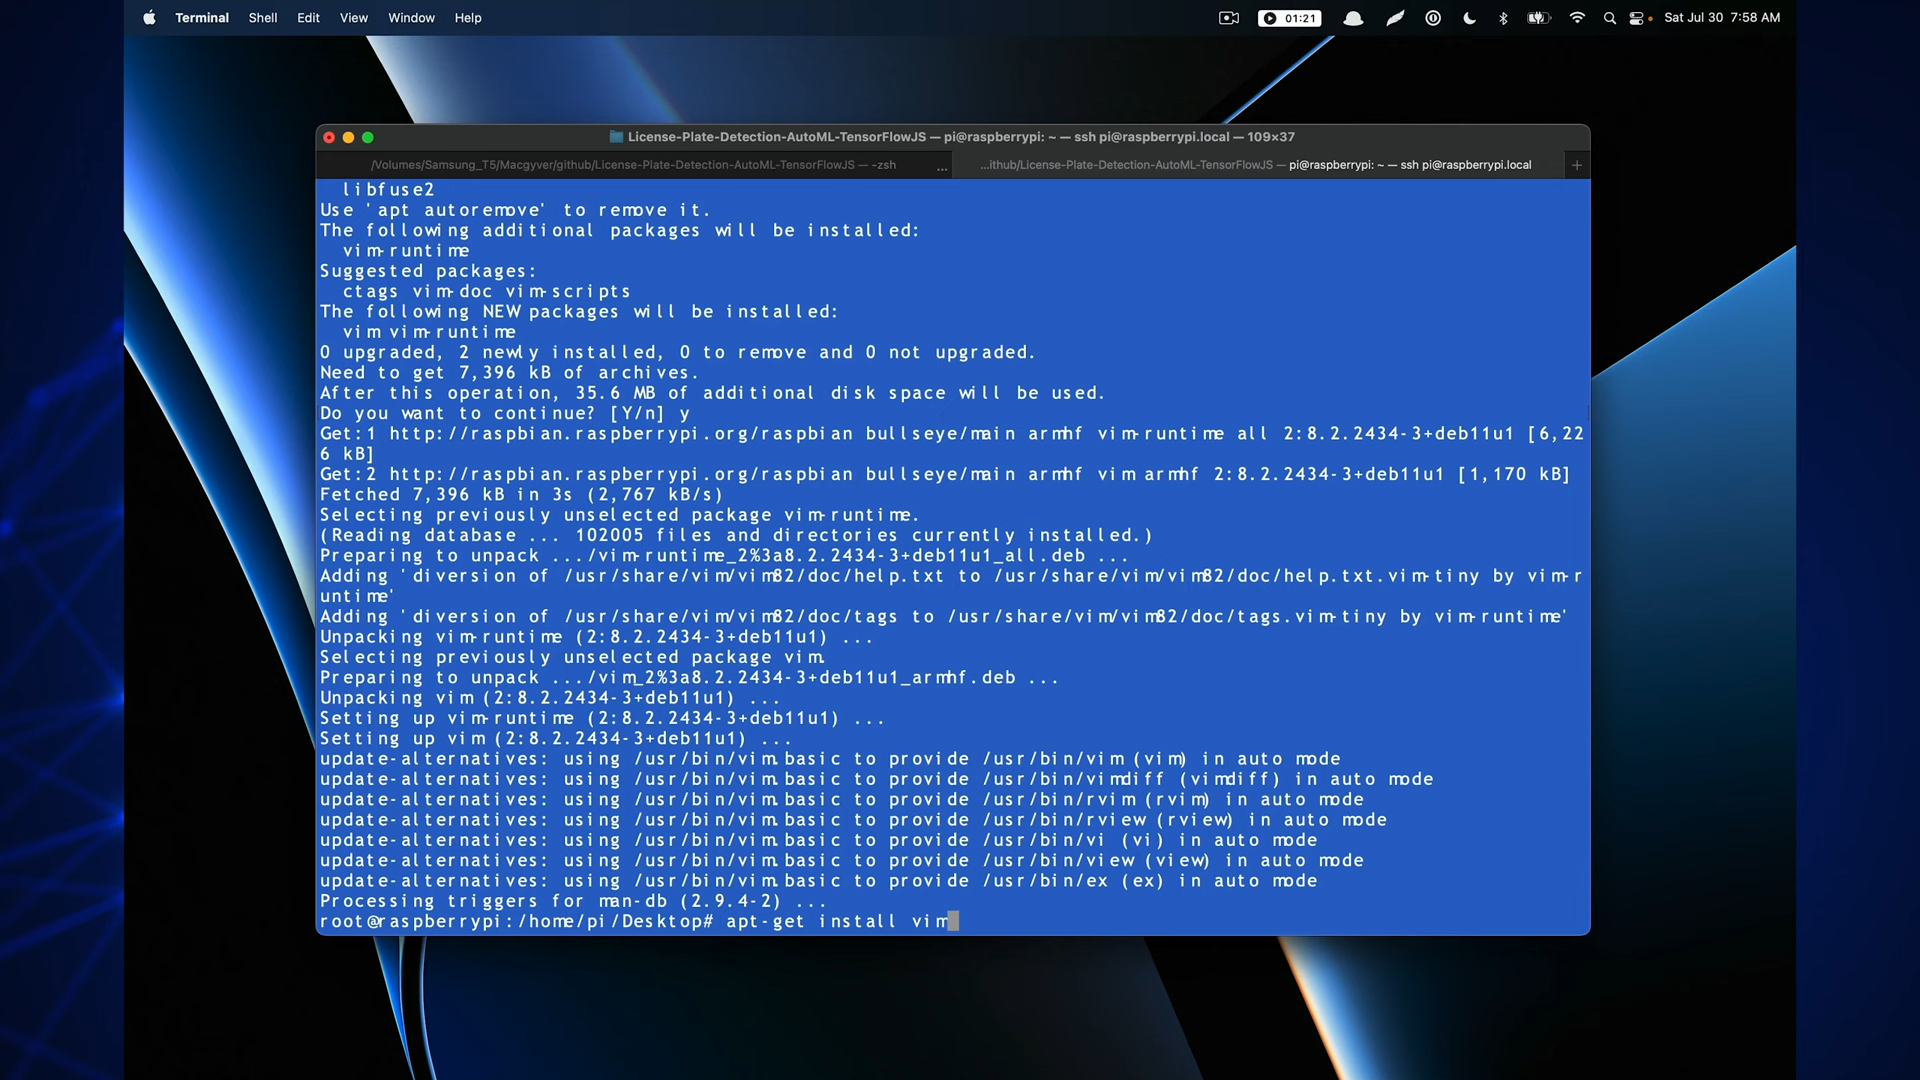 Terminal Shell Edit View Window Help 01:21 Sat Jul 30 7:58 AM
License-Plate-Detection-AutoML-TensorFlowJS — pi@raspberrypi: ~ — ssh pi@raspberrypi.local — 109×37
/Volumes/Samsung_T5/Macgyver/github/License-Plate-Detection-AutoML-TensorFlowJS — -zsh ... ...ithub/License-Plate-Detection-AutoML-TensorFlowJS — pi@raspberrypi: ~ — ssh pi@raspberrypi.local +
libfuse2
Use 'apt autoremove' to remove it.
The following additional packages will be installed:
vim-runtime
Suggested packages:
ctags vim-doc vim-scripts
The following NEW packages will be installed:
vim vim-runtime
0 upgraded, 2 newly installed, 0 to remove and 0 not upgraded.
Need to get 7,396 kB of archives.
After this operation, 35.6 MB of additional disk space will be used.
Do you want to continue? [Y/n] y
Get:1 http://raspbian.raspberrypi.org/raspbian bullseye/main armhf vim-runtime all 2:8.2.2434-3+deb11u1 [6,22
6 kB]
Get:2 http://raspbian.raspberrypi.org/raspbian bullseye/main armhf vim armhf 2:8.2.2434-3+deb11u1 [1,170 kB]
Fetched 7,396 kB in 3s (2,767 kB/s)
Selecting previously unselected package vim-runtime.
(Reading database ... 102005 files and directories currently installed.)
Preparing to unpack .../vim-runtime_2%3a8.2.2434-3+deb11u1_all.deb ...
Adding 'diversion of /usr/share/vim/vim82/doc/help.txt to /usr/share/vim/vim82/doc/help.txt.vim-tiny by vim-r
untime'
Adding 'diversion of /usr/share/vim/vim82/doc/tags to /usr/share/vim/vim82/doc/tags.vim-tiny by vim-runtime'
Unpacking vim-runtime (2:8.2.2434-3+deb11u1) ...
Selecting previously unselected package vim.
Preparing to unpack .../vim_2%3a8.2.2434-3+deb11u1_armhf.deb ...
Unpacking vim (2:8.2.2434-3+deb11u1) ...
Setting up vim-runtime (2:8.2.2434-3+deb11u1) ...
Setting up vim (2:8.2.2434-3+deb11u1) ...
update-alternatives: using /usr/bin/vim.basic to provide /usr/bin/vim (vim) in auto mode
update-alternatives: using /usr/bin/vim.basic to provide /usr/bin/vimdiff (vimdiff) in auto mode
update-alternatives: using /usr/bin/vim.basic to provide /usr/bin/rvim (rvim) in auto mode
update-alternatives: using /usr/bin/vim.basic to provide /usr/bin/rview (rview) in auto mode
update-alternatives: using /usr/bin/vim.basic to provide /usr/bin/vi (vi) in auto mode
update-alternatives: using /usr/bin/vim.basic to provide /usr/bin/view (view) in auto mode
update-alternatives: using /usr/bin/vim.basic to provide /usr/bin/ex (ex) in auto mode
Processing triggers for man-db (2.9.4-2) ...
root@raspberrypi:/home/pi/Desktop# apt-get install vim